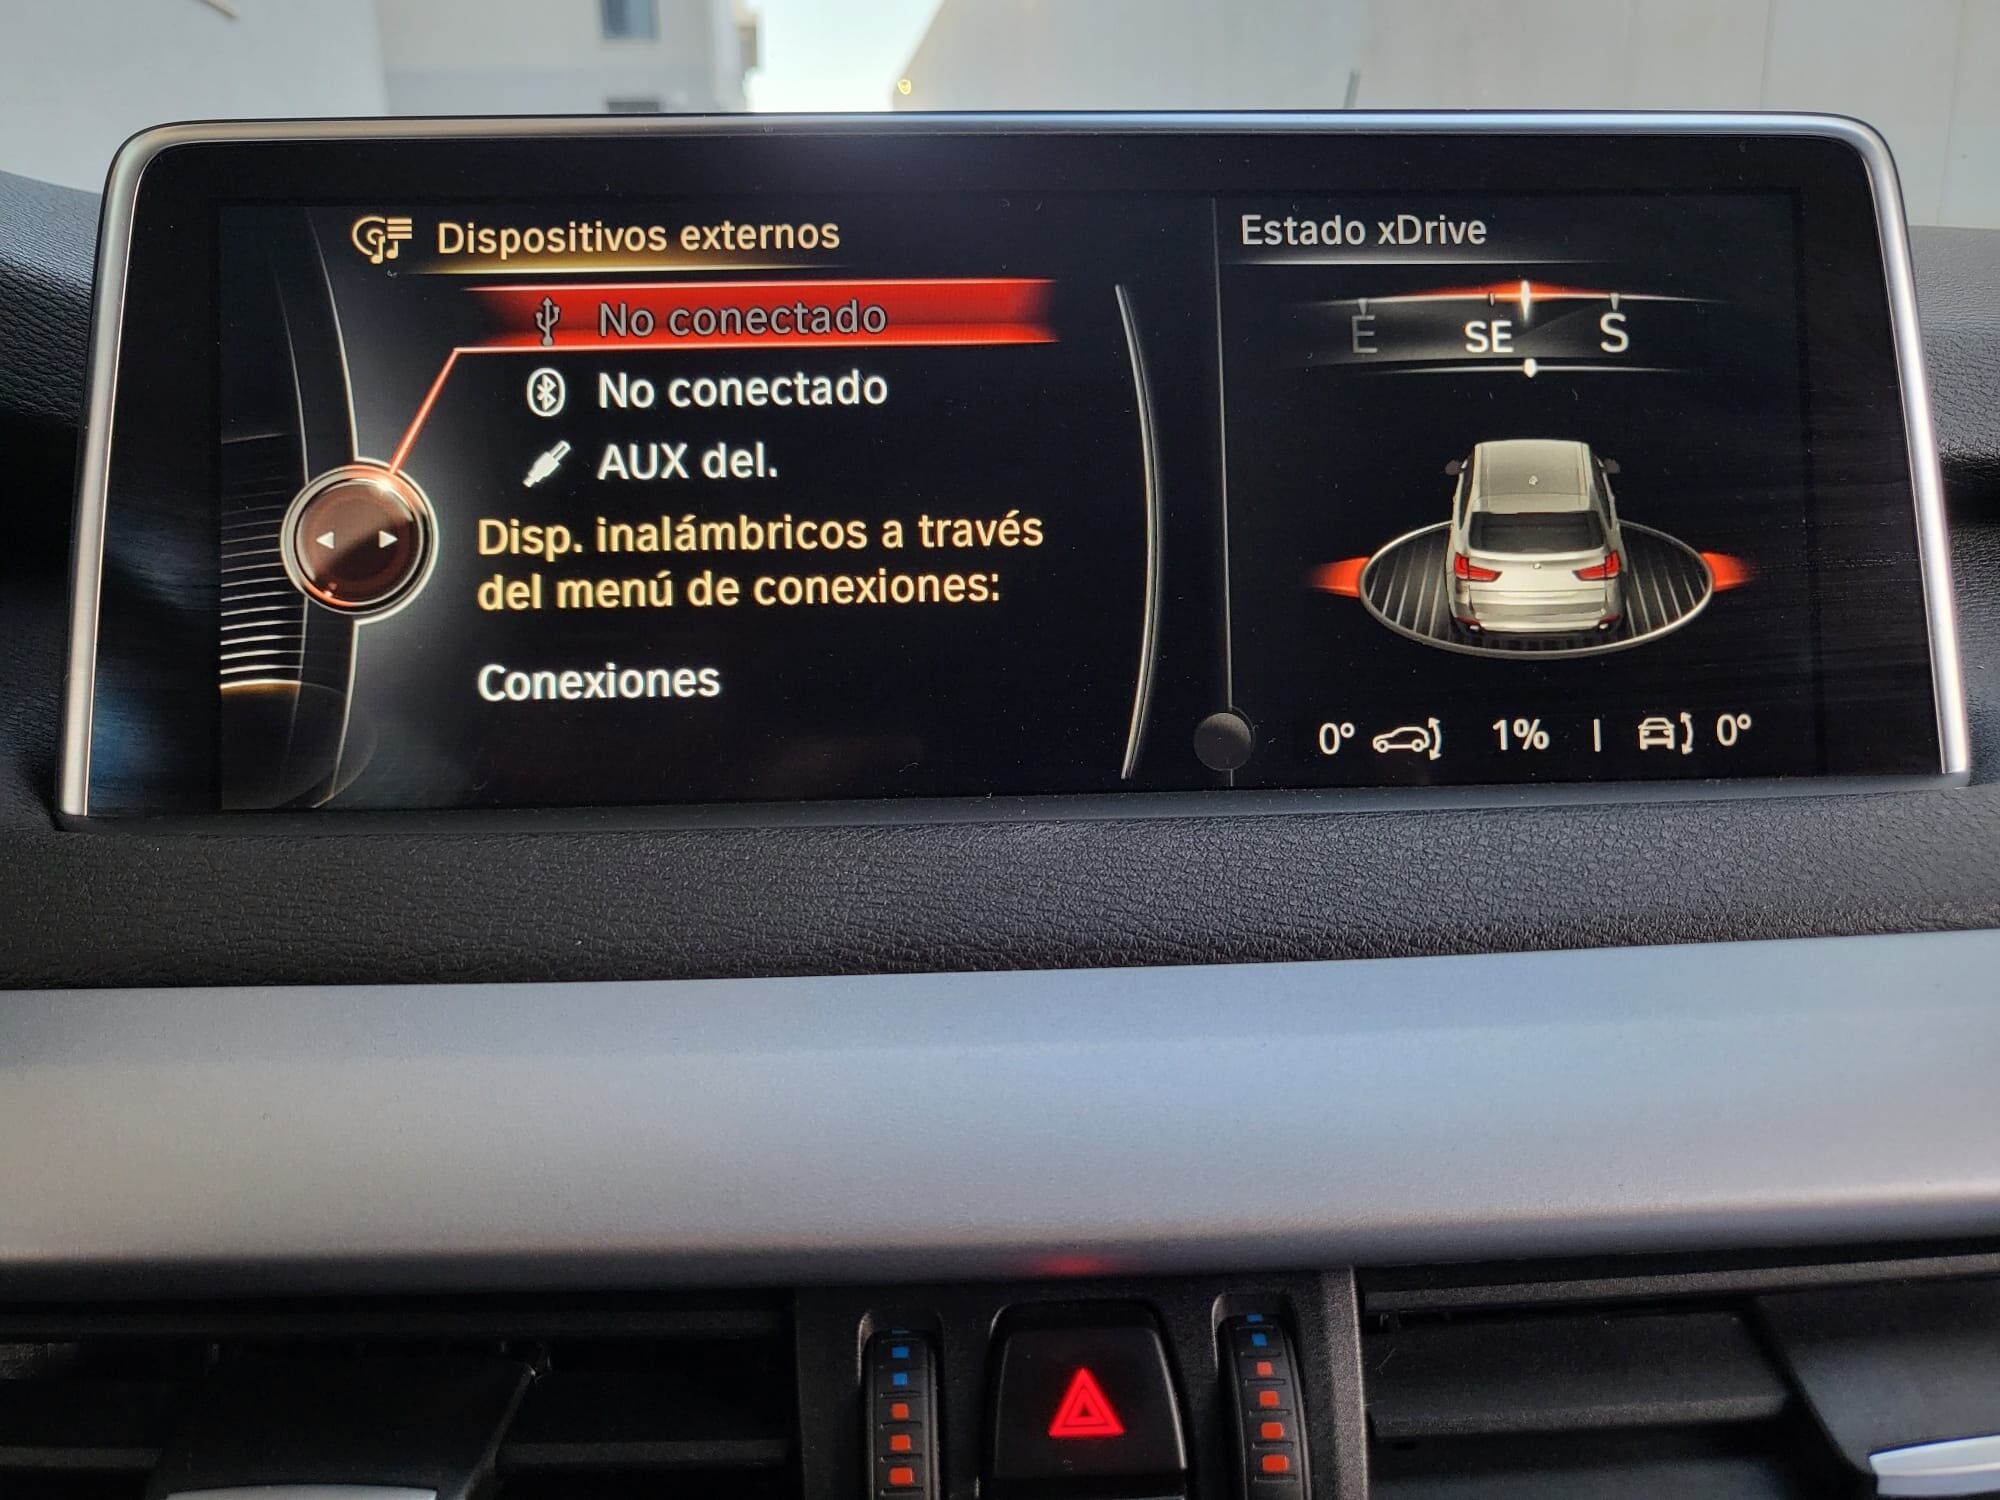 Dispositivos externos
No conectado
No conectado
AUX del.
Disp. inalámbricos a través
del menú de conexiones:
Conexiones
Estado xDrive
E SE S
0° 1% | 0°